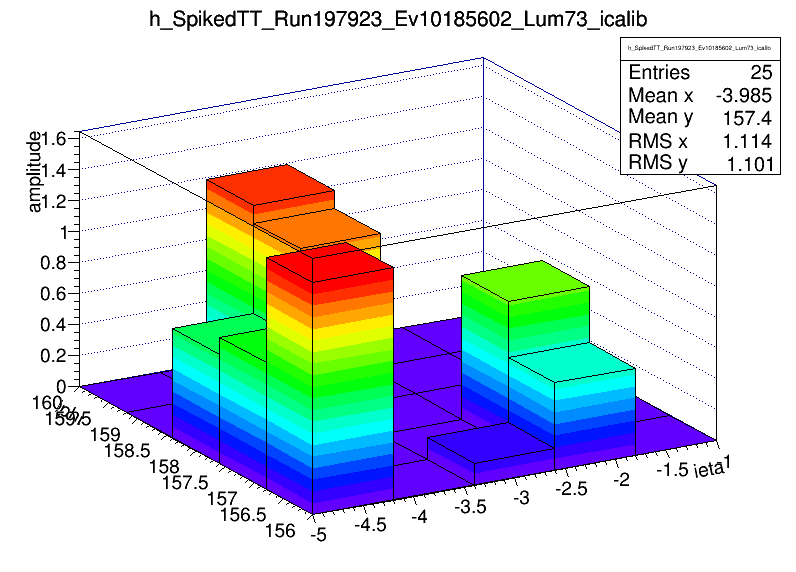 h_SpikedTT_Run197923_Ev10185602_Lum73_icalib
h_SpikedTT_Run197923_Ev10185602_Lum73_icalib
Entries 25
Mean x -3.985
Mean y 157.4
RMS x 1.114
RMS y 1.101
amplitude
1.6
1.4
1.2
1
0.8
0.6
0.4
0.2
0
160
159.5
159
158.5
158
157.5
157
156.5
156
-5
-4.5
-4
-3.5
-3
-2.5
-2
-1.5
ieta